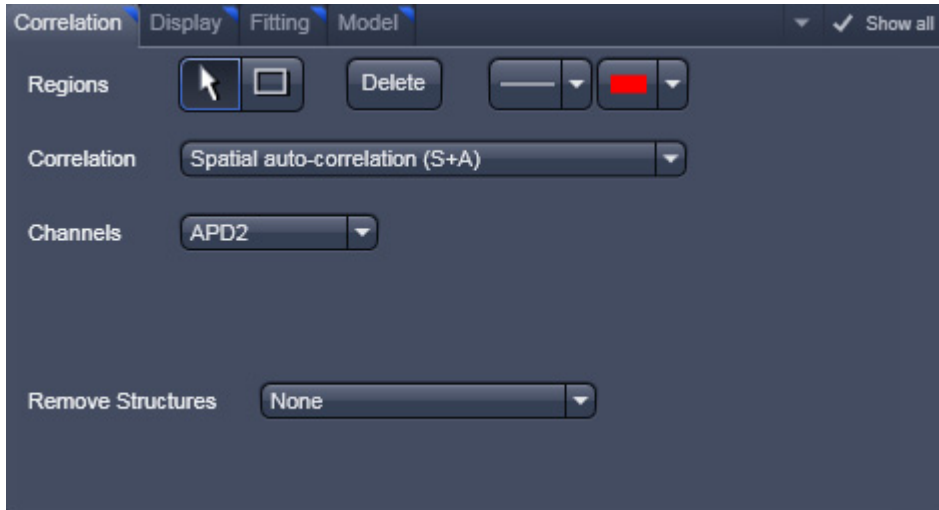 Correlation Display Fitting Model Show all
Regions Delete
Correlation Spatial auto-correlation (S+A)
Channels APD2
Remove Structures None